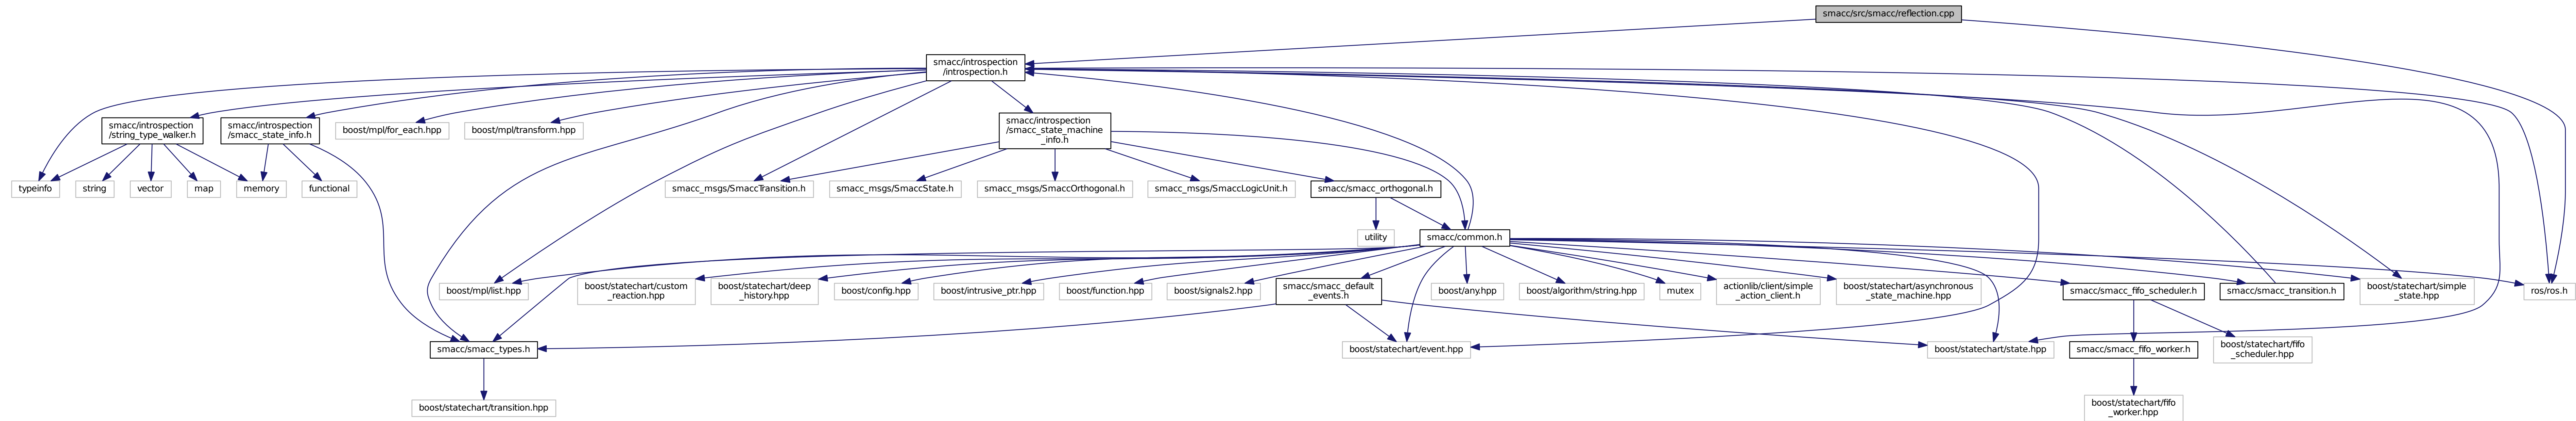 smacc/src/smacc/reflection.cpp
smacc/introspection
/introspection.h
smacc/introspection
/string_type_walker.h
smacc/introspection
/smacc_state_info.h
boost/mpl/for_each.hpp
boost/mpl/transform.hpp
smacc/introspection
/smacc_state_machine
_info.h
typeinfo
string
vector
map
memory
functional
smacc_msgs/SmaccTransition.h
smacc_msgs/SmaccState.h
smacc_msgs/SmaccOrthogonal.h
smacc_msgs/SmaccLogicUnit.h
smacc/smacc_orthogonal.h
utility
smacc/common.h
boost/mpl/list.hpp
boost/statechart/custom
_reaction.hpp
boost/statechart/deep
_history.hpp
boost/config.hpp
boost/intrusive_ptr.hpp
boost/function.hpp
boost/signals2.hpp
smacc/smacc_default
_events.h
boost/any.hpp
boost/algorithm/string.hpp
mutex
actionlib/client/simple
_action_client.h
boost/statechart/asynchronous
_state_machine.hpp
smacc/smacc_fifo_scheduler.h
smacc/smacc_transition.h
boost/statechart/simple
_state.hpp
ros/ros.h
smacc/smacc_types.h
boost/statechart/event.hpp
boost/statechart/state.hpp
smacc/smacc_fifo_worker.h
boost/statechart/fifo
_scheduler.hpp
boost/statechart/transition.hpp
boost/statechart/fifo
_worker.hpp